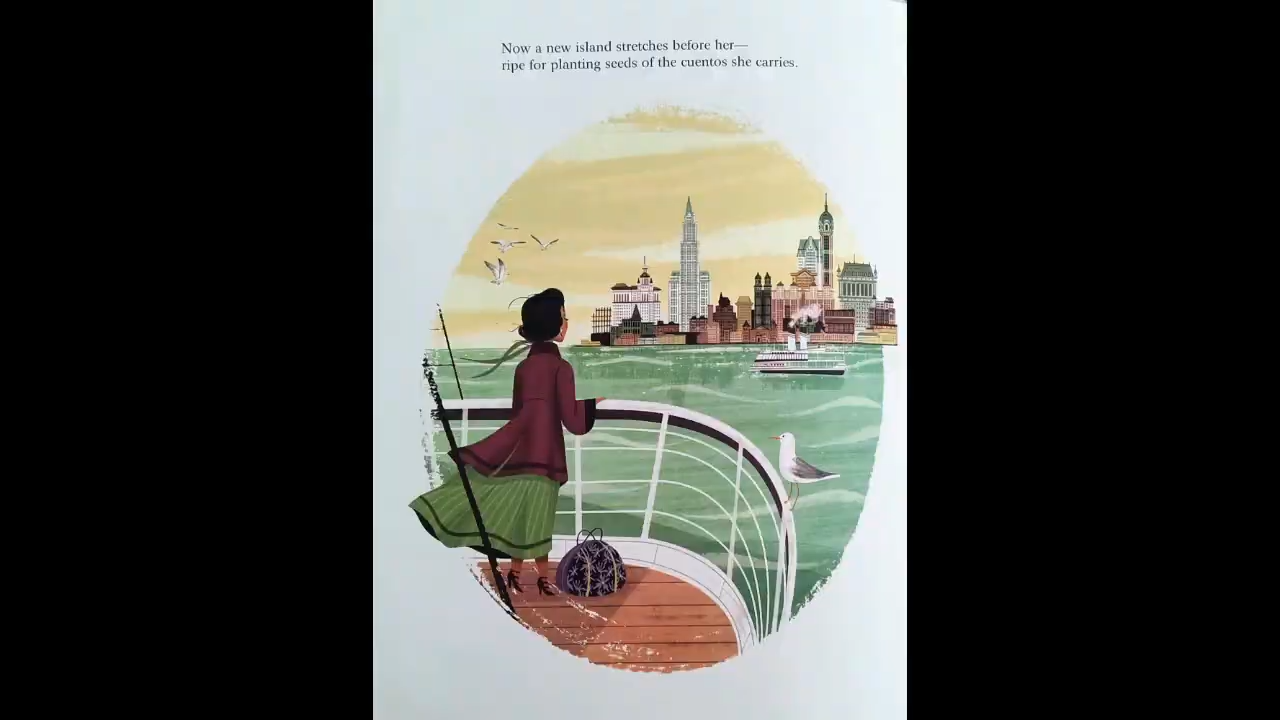 Now a new island stretches before her—
ripe for planting seeds of the cuentos she carries.